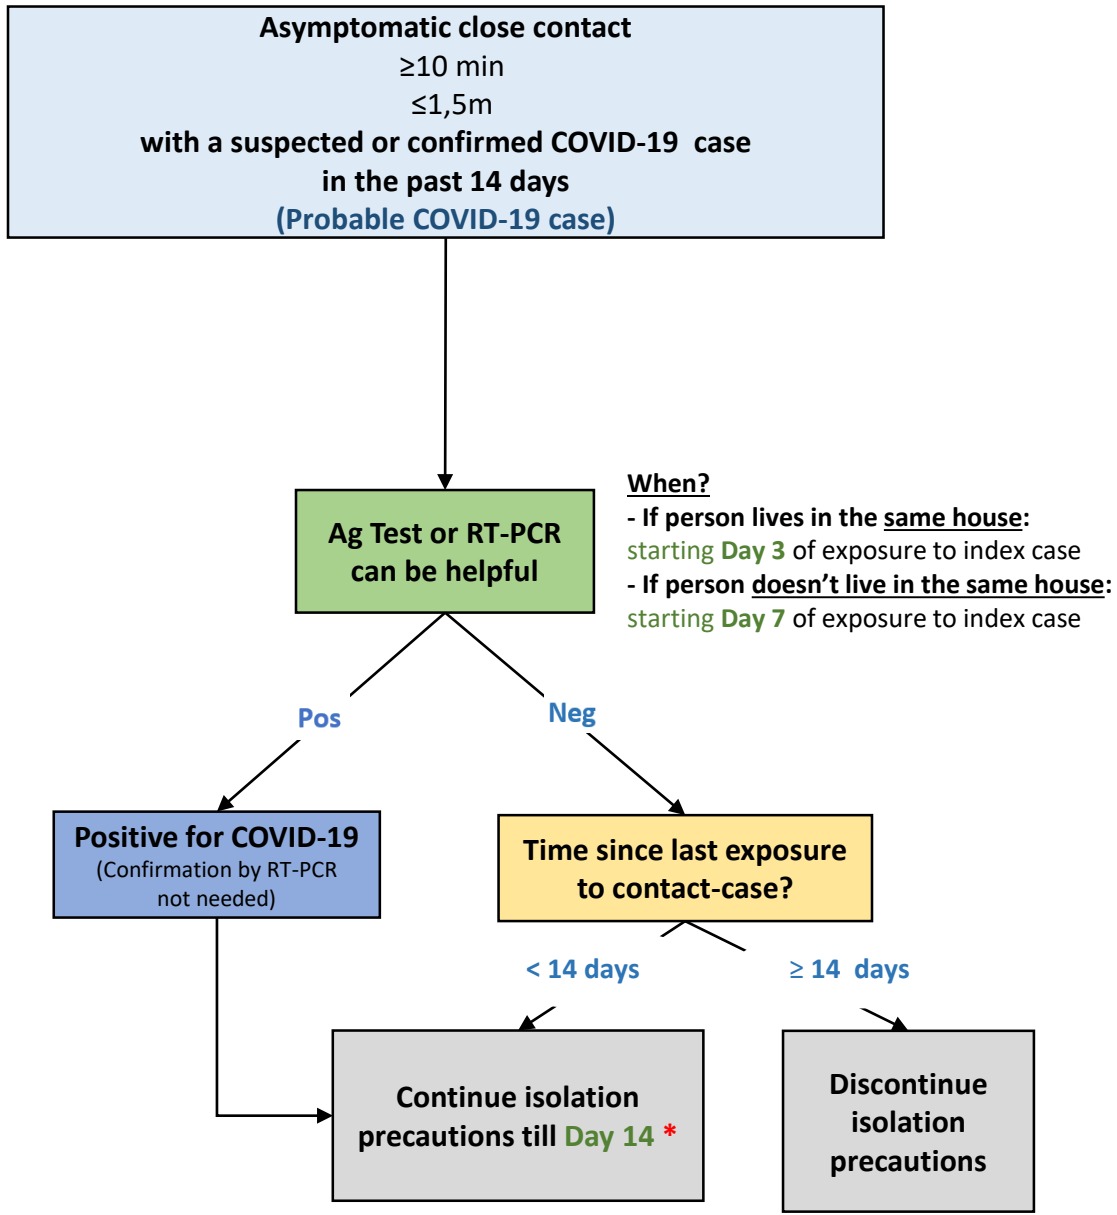 Asymptomatic close contact
≥10 min
≤1,5m
with a suspected or confirmed COVID-19 case
in the past 14 days
(Probable COVID-19 case)
When?
- If person lives in the same house:
starting Day 3 of exposure to index case
- If person doesn’t live in the same house:
starting Day 7 of exposure to index case
Ag Test or RT-PCR
can be helpful
Pos
Neg
Positive for COVID-19
(Confirmation by RT-PCR
not needed)
Time since last exposure
to contact-case?
< 14 days
≥ 14 days
Continue isolation
precautions till Day 14 *
Discontinue
isolation
precautions